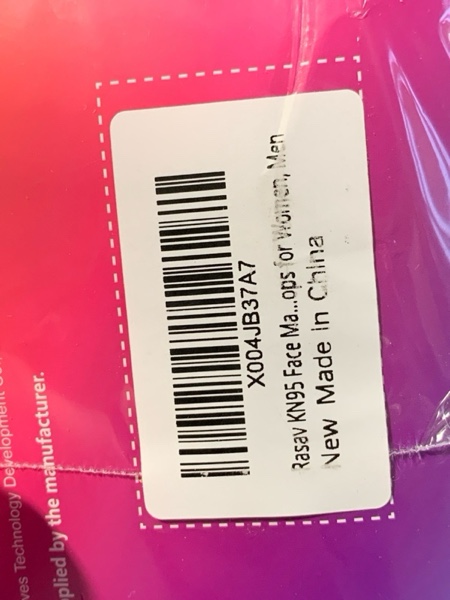 X004JB37A7
Rasav KN95 Face Ma...ops for Women, Men
New Made in China
ves Technology Development
plied by the manufacturer.